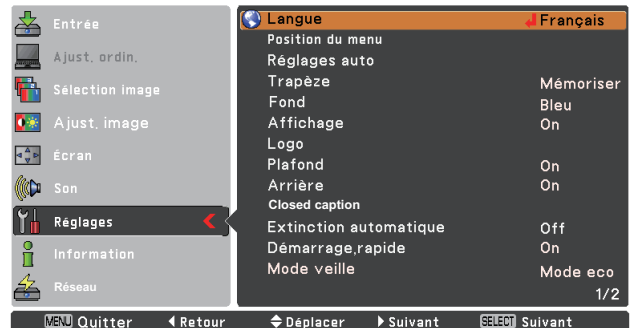 Entrée
Ajust. ordin.
Sélection image
Ajust. image
Écran
Son
Réglages
Information
Réseau
Langue Français
Position du menu
Réglages auto
Trapèze Mémoriser
Fond Bleu
Affichage On
Logo
Plafond On
Arrière On
Closed caption
Extinction automatique Off
Démarrage,rapide On
Mode veille Mode eco
1/2
MENU Quitter Retour Déplacer Suivant SELECT Suivant